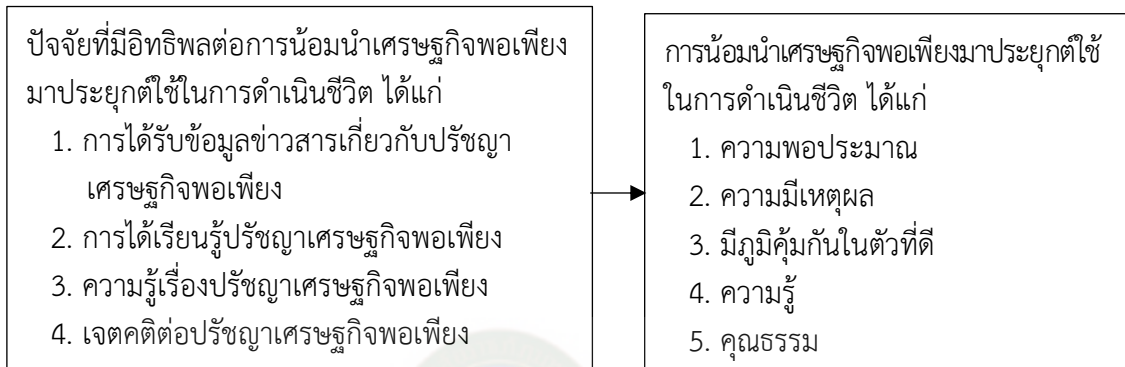 ปัจจัยที่มีอิทธิพลต่อการน้อมนำเศรษฐกิจพอเพียง
มาประยุกต์ใช้ในการดำเนินชีวิต ได้แก่
1. การได้รับข้อมูลข่าวสารเกี่ยวกับปรัชญา
เศรษฐกิจพอเพียง
2. การได้เรียนรู้ปรัชญาเศรษฐกิจพอเพียง
3. ความรู้เรื่องปรัชญาเศรษฐกิจพอเพียง
4. เจตคติต่อปรัชญาเศรษฐกิจพอเพียง
การน้อมนำเศรษฐกิจพอเพียงมาประยุกต์ใช้
ในการดำเนินชีวิต ได้แก่
1. ความพอประมาณ
2. ความมีเหตุผล
3. มีภูมิคุ้มกันในตัวที่ดี
4. ความรู้
5. คุณธรรม